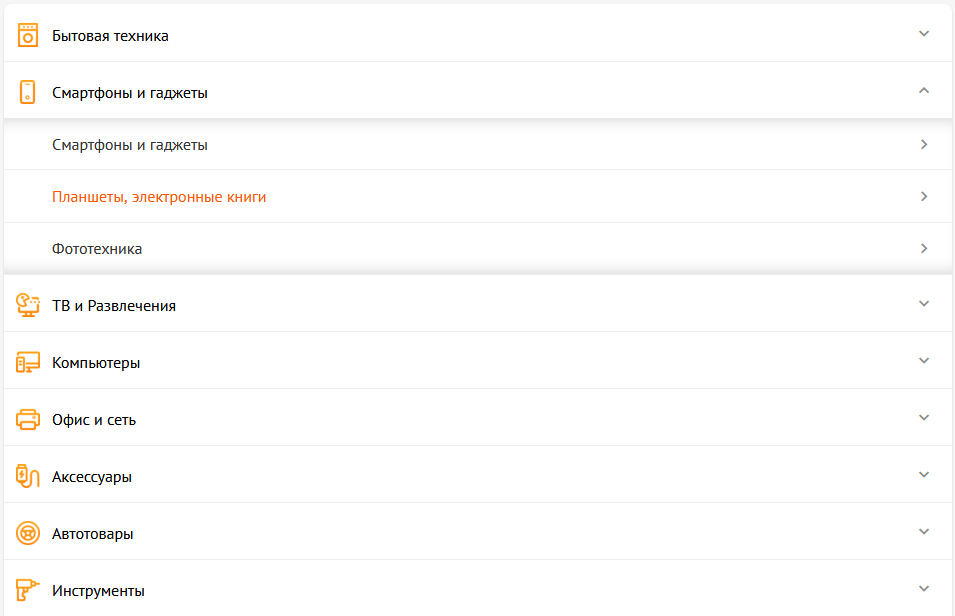 Бытовая техника
Смартфоны и гаджеты
Смартфоны и гаджеты
Планшеты, электронные книги
Фототехника
ТВ и Развлечения
Компьютеры
Офис и сеть
Аксессуары
Автотовары
Инструменты